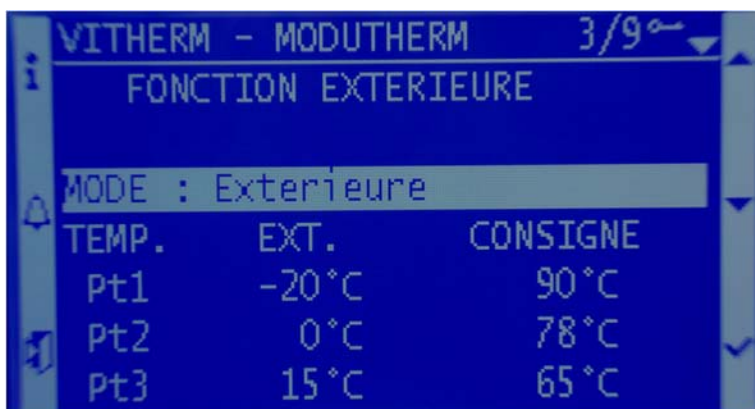 VITHERM - MODUTHERM 3/9
FONCTION EXTERIEURE
MODE : Exterieure
TEMP. EXT. CONSIGNE
Pt1 -20°C 90°C
Pt2 0°C 78°C
Pt3 15°C 65°C